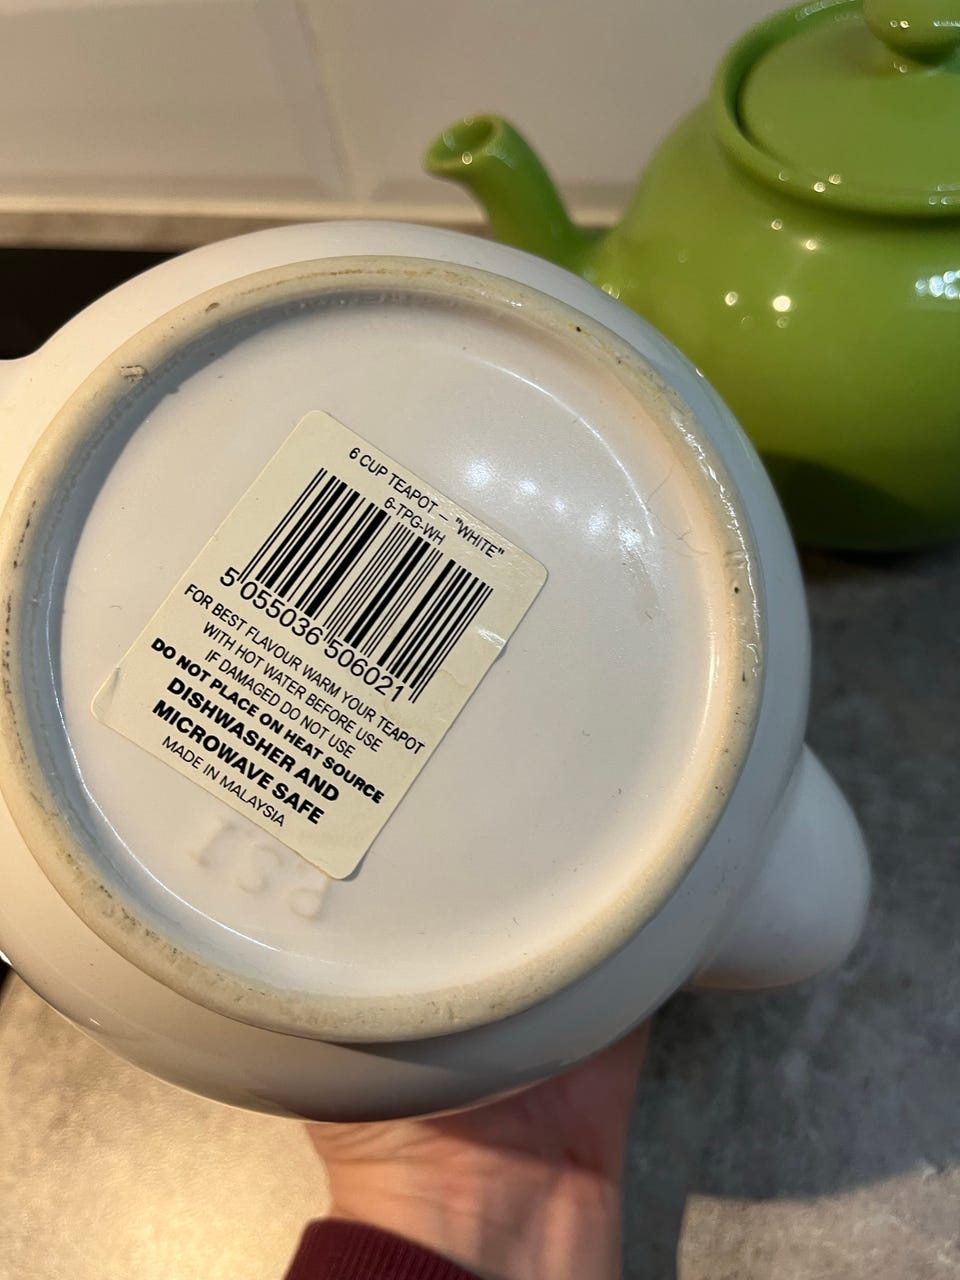 6 CUP TEAPOT – "WHITE"
6-TPG-WH
5 055036 506021
FOR BEST FLAVOUR WARM YOUR TEAPOT
WITH HOT WATER BEFORE USE
IF DAMAGED DO NOT USE
DO NOT PLACE ON HEAT SOURCE
DISHWASHER AND
MICROWAVE SAFE
MADE IN MALAYSIA
PSI